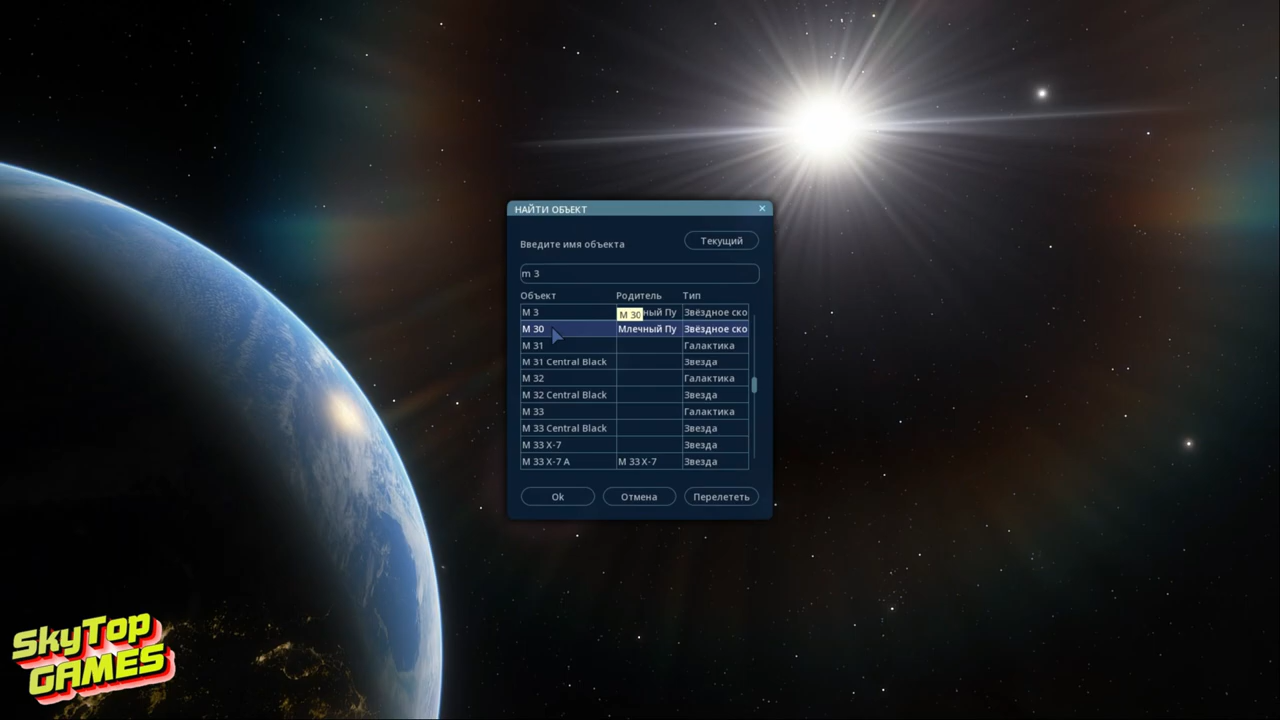 НАЙТИ ОБЪЕКТ
Введите имя объекта
Текущий
m 3
Объект Родитель Тип
M 3 ный Пу Звёздное ско
M 30
M 30 Млечный Пу Звёздное ско
M 31 Галактика
M 31 Central Black Звезда
M 32 Галактика
M 32 Central Black Звезда
M 33 Галактика
M 33 Central Black Звезда
M 33 X-7 Звезда
M 33 X-7 A M 33 X-7 Звезда
Ok Отмена Перелететь
SkyTop
GAMES